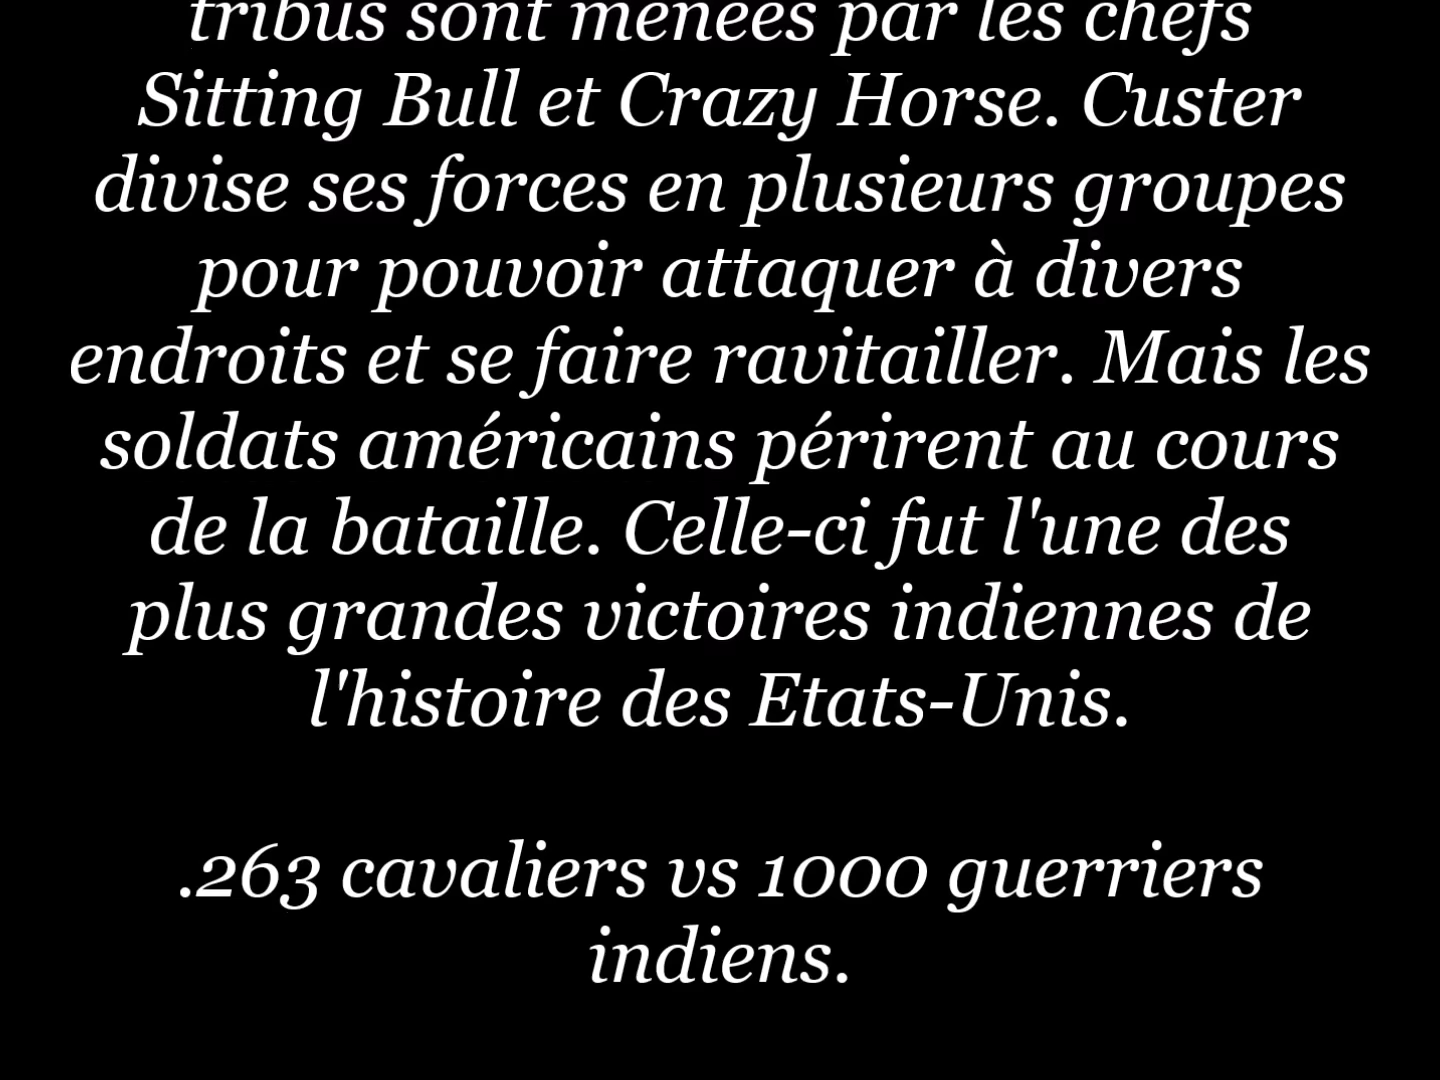 tribus sont menées par les chefs
Sitting Bull et Crazy Horse. Custer
divise ses forces en plusieurs groupes
pour pouvoir attaquer à divers
endroits et se faire ravitailler. Mais les
soldats américains périrent au cours
de la bataille. Celle-ci fut l'une des
plus grandes victoires indiennes de
l'histoire des Etats-Unis.
.263 cavaliers vs 1000 guerriers
indiens.